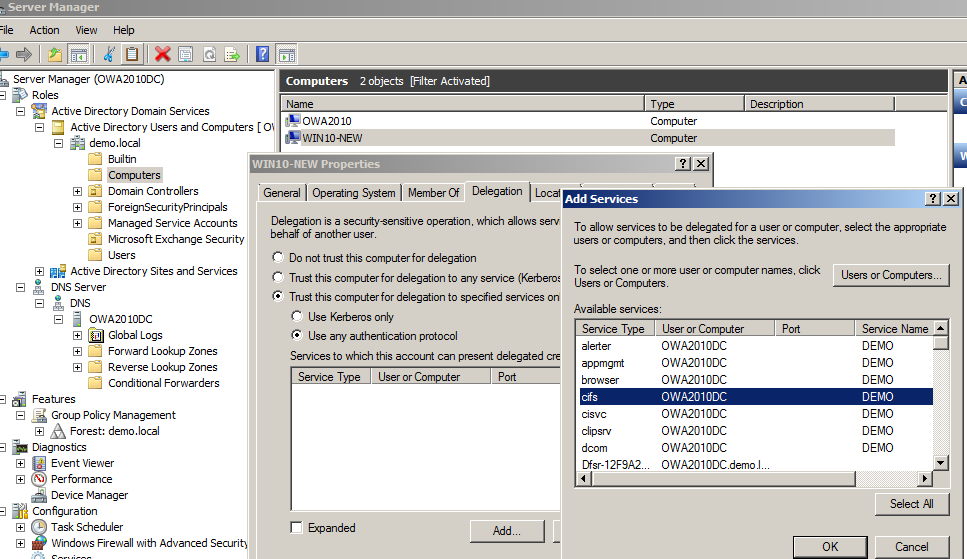 Server Manager
File Action View Help
Server Manager (OWA2010DC)
Roles
Active Directory Domain Services
Active Directory Users and Computers [ OW
demo.local
Builtin
Computers
Domain Controllers
ForeignSecurityPrincipals
Managed Service Accounts
Microsoft Exchange Security
Users
Active Directory Sites and Services
DNS Server
DNS
OWA2010DC
Global Logs
Forward Lookup Zones
Reverse Lookup Zones
Conditional Forwarders
Features
Group Policy Management
Forest: demo.local
Diagnostics
Event Viewer
Performance
Device Manager
Configuration
Task Scheduler
Windows Firewall with Advanced Security
Services
Computers 2 objects [Filter Activated]
Name Type Description
OWA2010 Computer
WIN10-NEW Computer
WIN10-NEW Properties
General Operating System Member Of Delegation Locat
Delegation is a security-sensitive operation, which allows serv
behalf of another user.
Do not trust this computer for delegation
Trust this computer for delegation to any service (Kerberos
Trust this computer for delegation to specified services on
Use Kerberos only
Use any authentication protocol
Services to which this account can present delegated cre
Service Type User or Computer Port
Expanded Add...
Add Services
To allow services to be delegated for a user or computer, select the appropriate
users or computers, and then click the services.
To select one or more user or computer names, click
Users or Computers.
Users or Computers...
Available services:
Service Type User or Computer Port Service Name
alerter OWA2010DC DEMO
appmgmt OWA2010DC DEMO
browser OWA2010DC DEMO
cifs OWA2010DC DEMO
cisvc OWA2010DC DEMO
clipsrv OWA2010DC DEMO
dcom OWA2010DC DEMO
Dfsr-12F9A2... OWA2010DC.demo.l...
Select All
OK Cancel